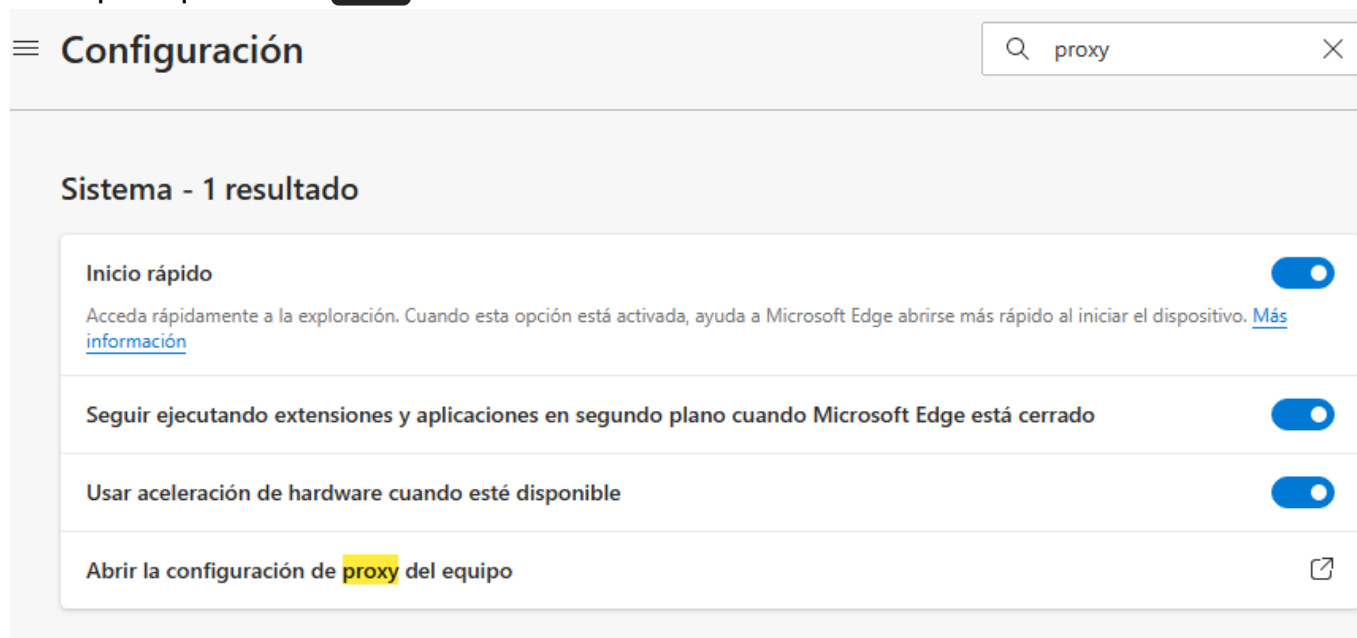 Configuración
proxy
Sistema - 1 resultado
Inicio rápido
Acceda rápidamente a la exploración. Cuando esta opción está activada, ayuda a Microsoft Edge abrirse más rápido al iniciar el dispositivo. Más
información
Seguir ejecutando extensiones y aplicaciones en segundo plano cuando Microsoft Edge está cerrado
Usar aceleración de hardware cuando esté disponible
Abrir la configuración de proxy del equipo